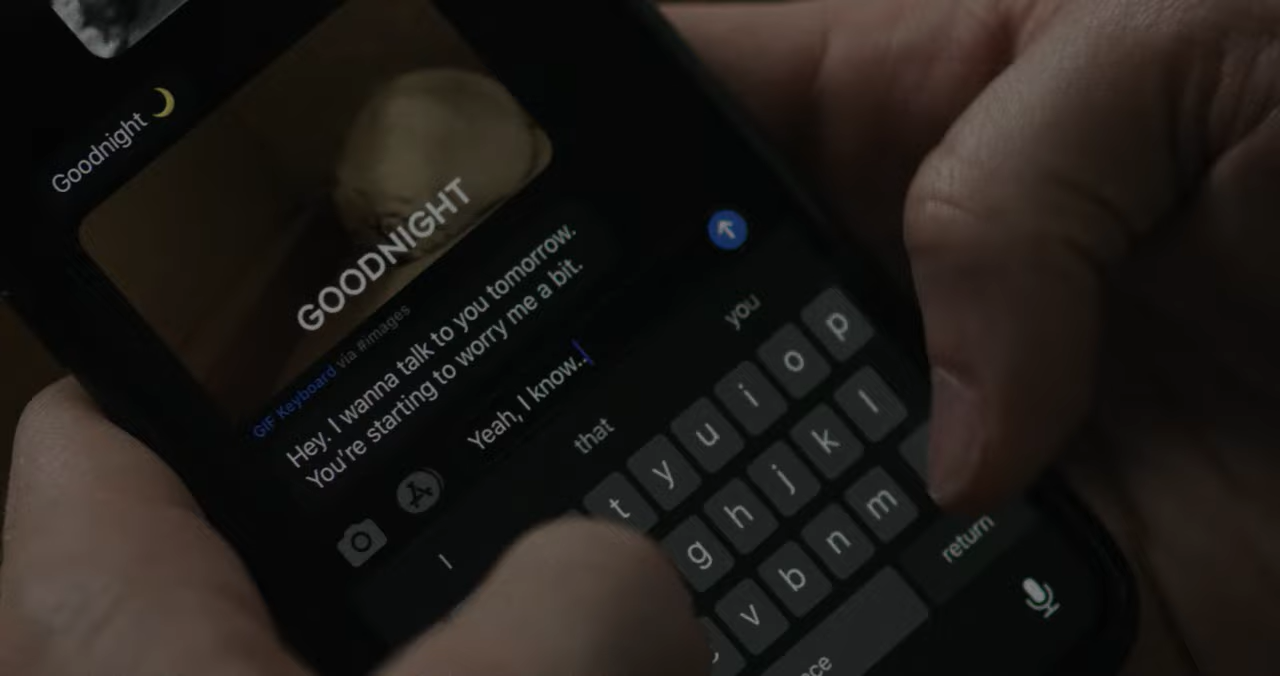 Goodnight 🌙
GOODNIGHT
GIF Keyboard via #images
Hey. I wanna talk to you tomorrow.
You're starting to worry me a bit.
Yeah, I know..
I
that
you
t y u i o p
g h j k l
v b n m
return